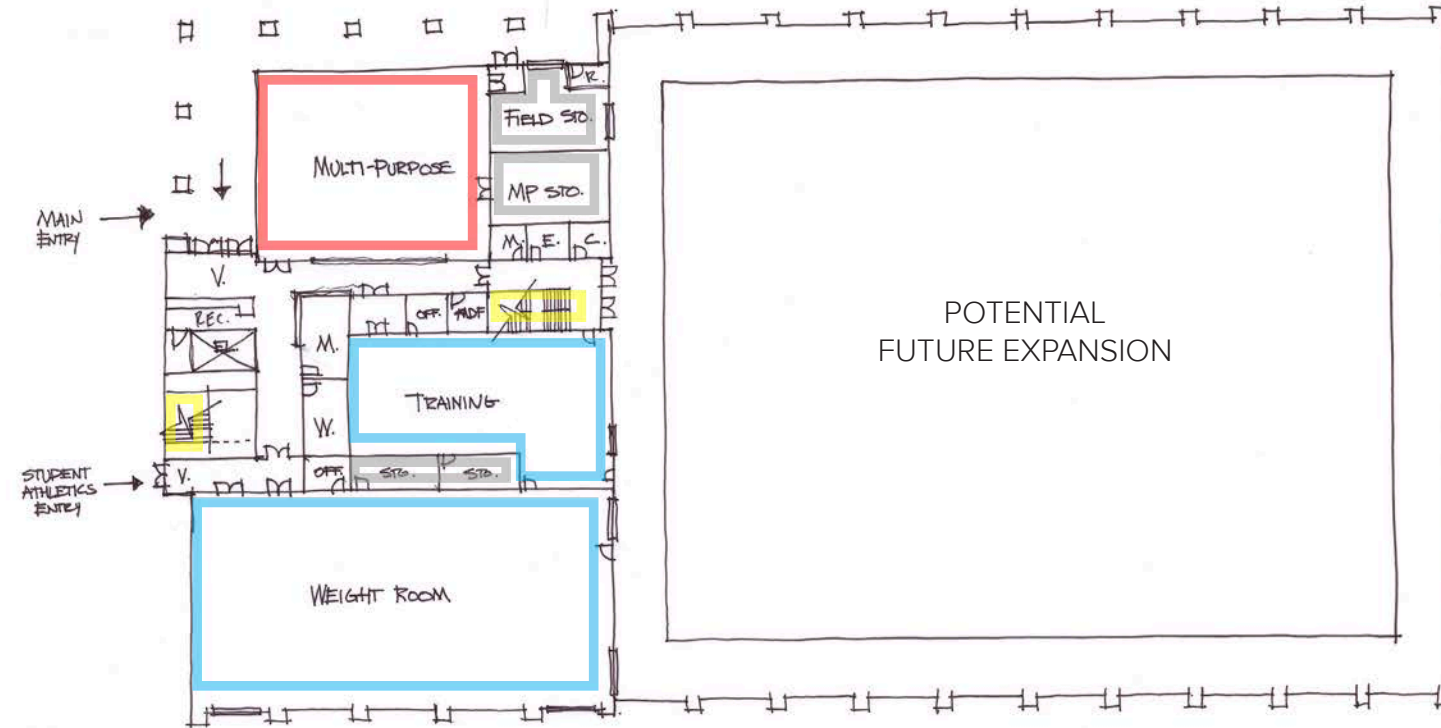 R.
FIELD STO.
MULTI-PURPOSE
MP STO.
MAIN
ENTRY
M.
E.
C.
V.
REC.
OFF.
MDF
EL.
M.
POTENTIAL
FUTURE EXPANSION
TRAINING
W.
STUDENT
ATHLETICS
ENTRY
V.
OFF.
STO.
STO.
WEIGHT ROOM